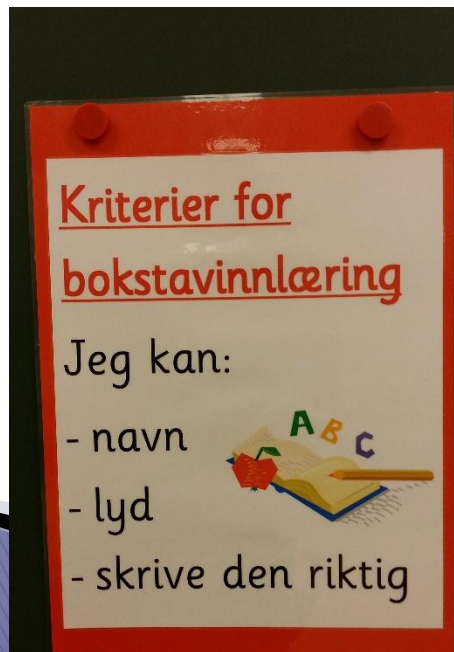 Kriterier for
bokstavinnlæring
Jeg kan:
- navn
- lyd
- skrive den riktig
A B C